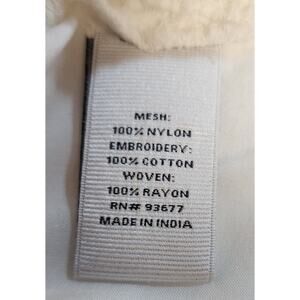 MESH:
100% NYLON
EMBROIDERY:
100% COTTON
WOVEN:
100% RAYON
RN# 93677
MADE IN INDIA